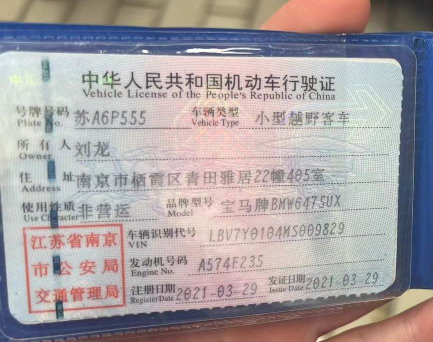 中华人民共和国机动车行驶证
Vehicle License of the People's Republic of China
号牌号码 苏A6P555 车辆类型 小型越野客车
Plate No. Vehicle Type
所有人 刘龙
Owner
住址 南京市栖霞区青田雅居22幢405室
Address
使用性质 非营运 品牌型号 宝马牌BMW6475UX
Use Character Model
江苏省南京
市公安局
交通管理局
车辆识别代号 LBV7Y0104MS009829
VIN
发动机号码 A574E235
Engine No.
注册日期 2021-03-29 发证日期 2021-03-29
Register Date Issue Date